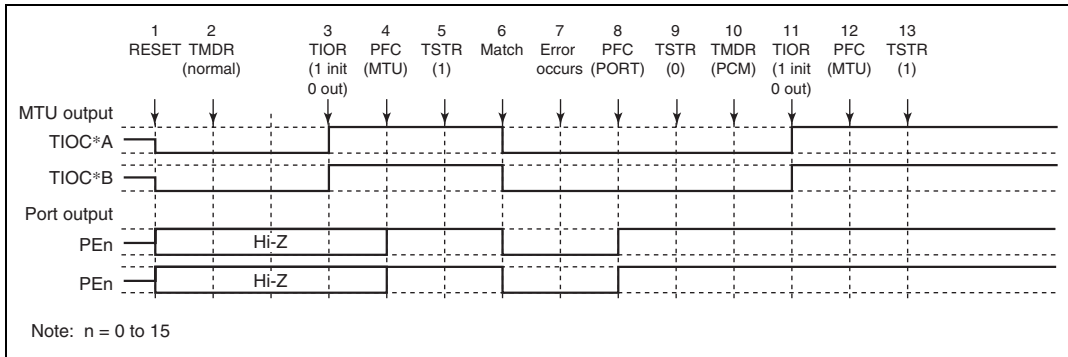 1 2 3 4 5 6 7 8 9 10 11 12 13
RESET TMDR TIOR PFC TSTR Match Error PFC TSTR TMDR TIOR PFC TSTR
(normal) (1 init (MTU) (1) occurs (PORT) (0) (PCM) (1 init (MTU) (1)
0 out) 0 out)
MTU output
TIOC*A
TIOC*B
Port output
PEn Hi-Z
PEn Hi-Z
Note: n = 0 to 15